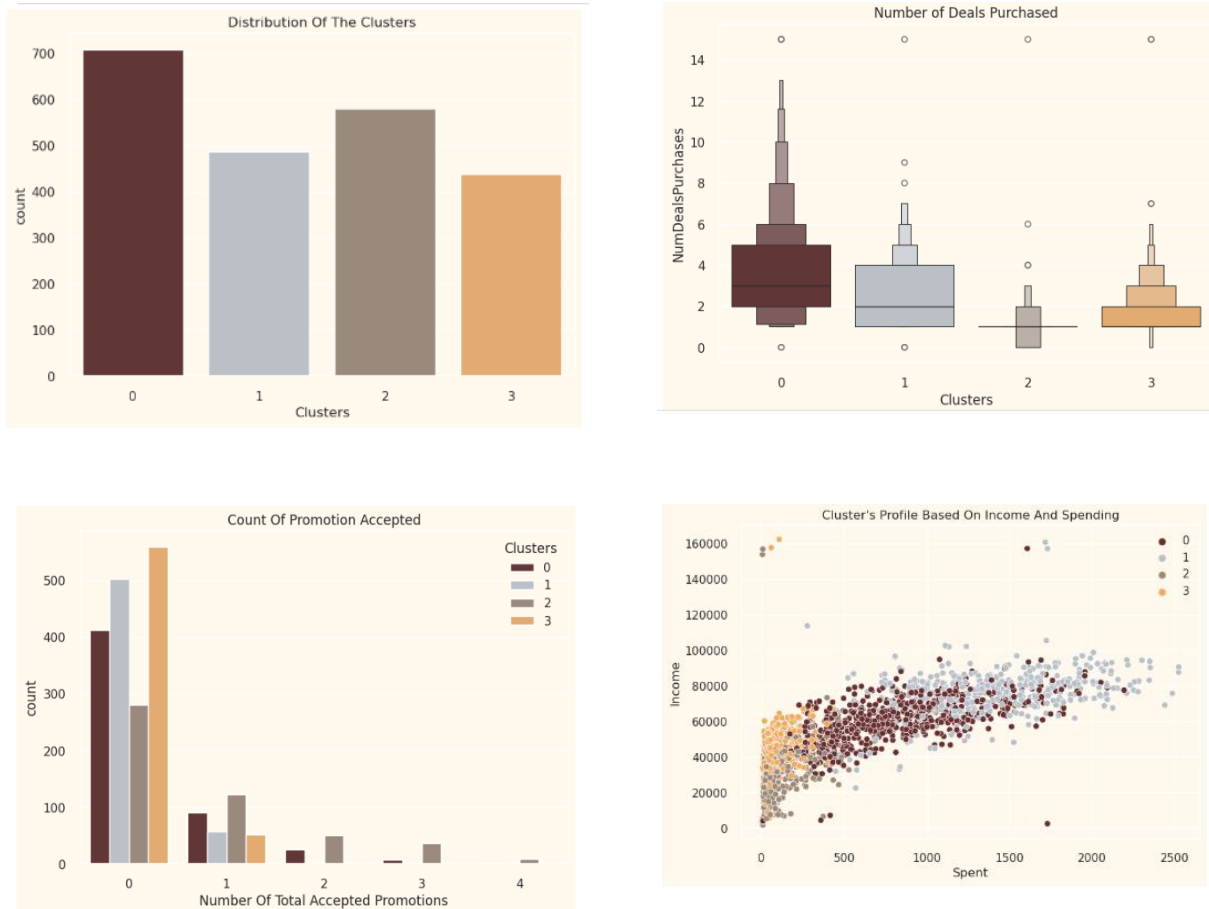 Distribution Of The Clusters
count
700
600
500
400
300
200
100
0
0 1 2 3
Clusters
Number of Deals Purchased
NumDealsPurchases
14
12
10
8
6
4
2
0
0 1 2 3
Clusters
Count Of Promotion Accepted
Clusters
0
1
2
3
count
500
400
300
200
100
0
0 1 2 3 4
Number Of Total Accepted Promotions
Cluster's Profile Based On Income And Spending
0
1
2
3
Income
160000
140000
120000
100000
80000
60000
40000
20000
0
0 500 1000 1500 2000 2500
Spent